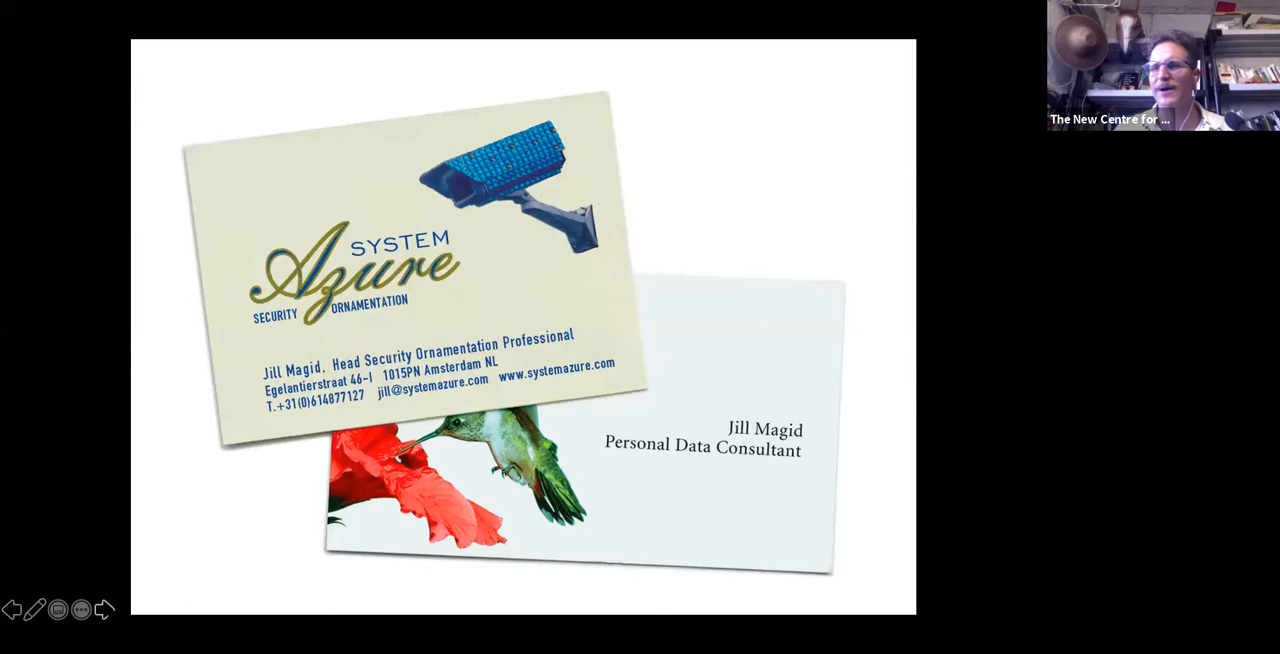 The New Centre for ...
SYSTEM
Azure
SECURITY ORNAMENTATION
Jill Magid, Head Security Ornamentation Professional
Egelantierstraat 46-I 1015PN Amsterdam NL
T.+31(0)614877127 jill@systemazure.com www.systemazure.com
Jill Magid
Personal Data Consultant